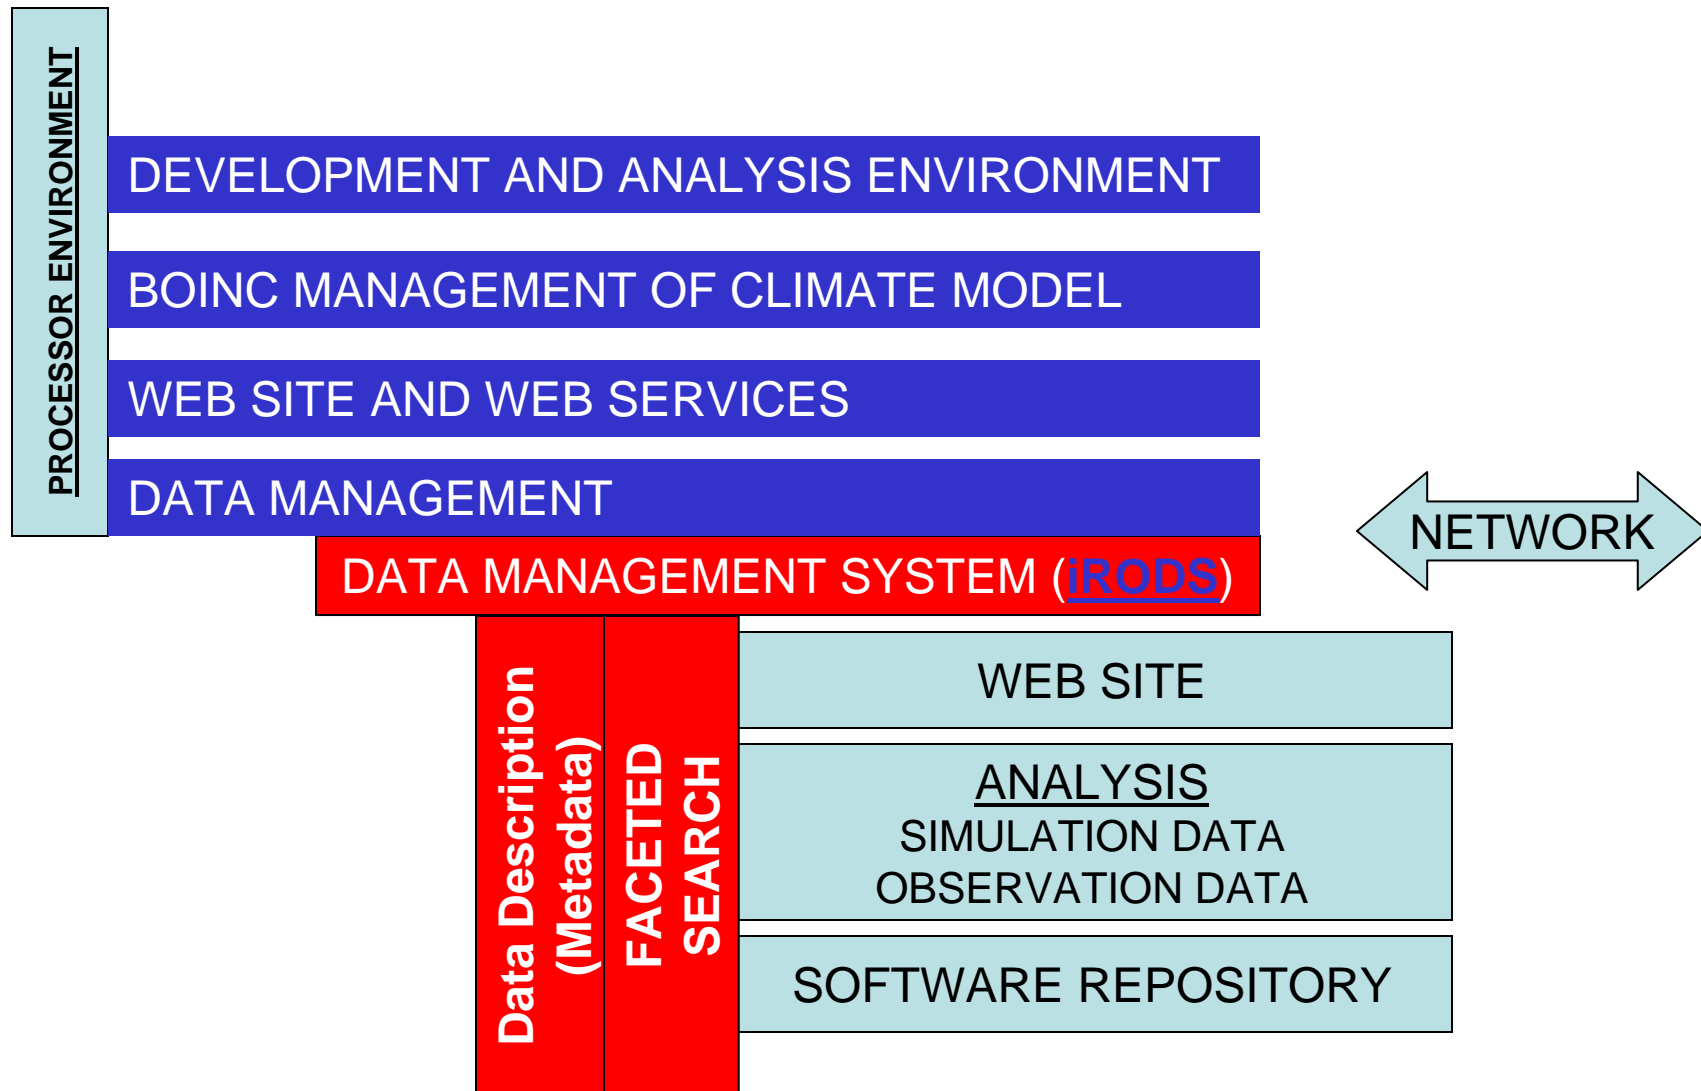 PROCESSOR ENVIRONMENT
DEVELOPMENT AND ANALYSIS ENVIRONMENT
BOINC MANAGEMENT OF CLIMATE MODEL
WEB SITE AND WEB SERVICES
DATA MANAGEMENT
NETWORK
DATA MANAGEMENT SYSTEM (iRODS)
Data Description
(Metadata)
FACETED
SEARCH
WEB SITE
ANALYSIS
SIMULATION DATA
OBSERVATION DATA
SOFTWARE REPOSITORY